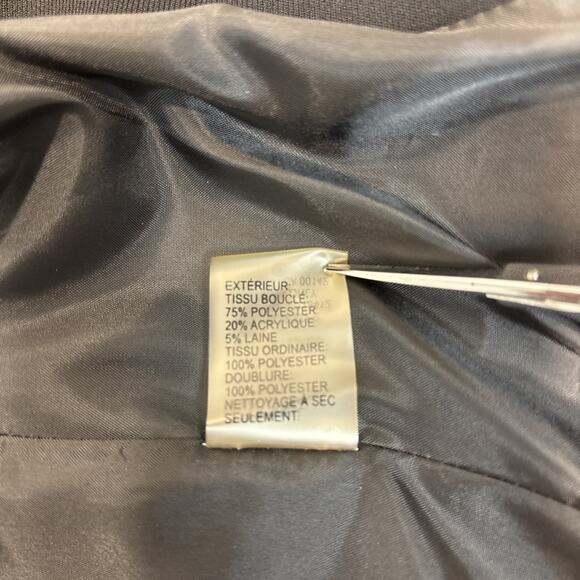 EXTÉRIEUR:
TISSU BOUCLÉ:
75% POLYESTER
20% ACRYLIQUE
5% LAINE
TISSU ORDINAIRE:
100% POLYESTER
DOUBLURE:
100% POLYESTER
NETTOYAGE A SEC
SEULEMENT